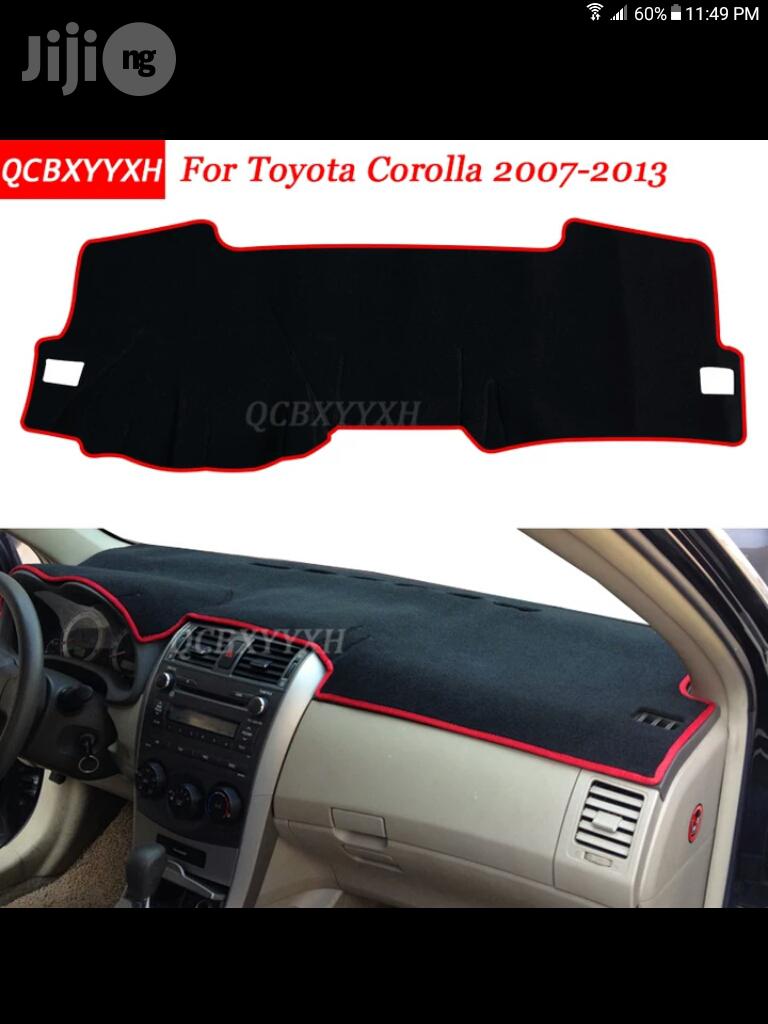 60% 11:49 PM
Jiji ng
QCBXYYXH For Toyota Corolla 2007-2013
QCBXYYXH
QCBXYYXH